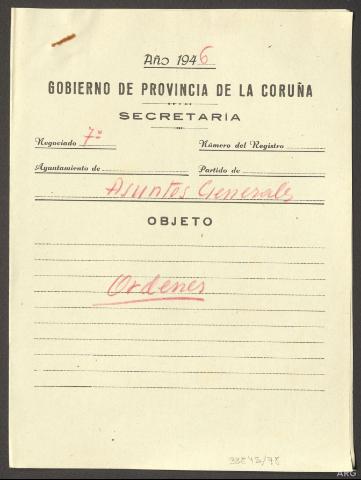 Año 1946
GOBIERNO DE PROVINCIA DE LA CORUÑA
SECRETARIA
Negociado 7º Número del Registro
Ayuntamiento de Partido de
Asuntos Generales
OBJETO
Ordenes
ARG